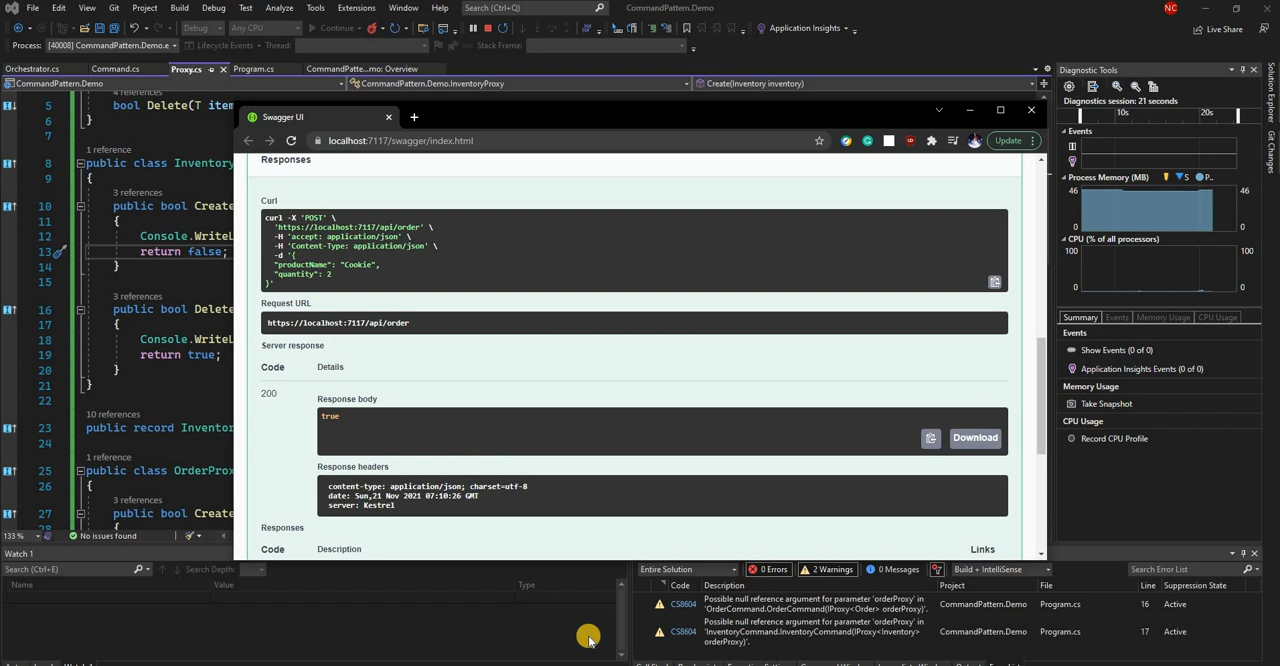 File Edit View Git Project Build Debug Test Analyze Tools Extensions Window Help Search (Ctrl+Q) CommandPattern.Demo NC
Debug Any CPU Continue Application Insights Live Share
Process: [40008] CommandPattern.Demo.e Lifecycle Events Thread: Stack Frame:
Orchestrator.cs Command.cs Proxy.cs Program.cs CommandPatte...mo: Overview
CommandPattern.Demo CommandPattern.Demo.InventoryProxy Create(Inventory inventory)
5 bool Delete(T item
6 }
7
1 reference
8 public class Inventory
9 {
3 references
10 public bool Create
11 {
12 Console.WriteL
13 return false;
14 }
15
3 references
16 public bool Delete
17 {
18 Console.WriteL
19 return true;
20 }
21 }
22
10 references
23 public record Inventor
24
1 reference
25 public class OrderProx
26 {
3 references
27 public bool Create
28 {
133 % No issues found
Swagger UI
localhost:7117/swagger/index.html Update
Responses
Curl
curl -X 'POST' \
'https://localhost:7117/api/order' \
-H 'accept: application/json' \
-H 'Content-Type: application/json' \
-d '{
"productName": "Cookie",
"quantity": 2
}'
Request URL
https://localhost:7117/api/order
Server response
Code Details
200
Response body
true
Download
Response headers
content-type: application/json; charset=utf-8
date: Sun,21 Nov 2021 07:10:26 GMT
server: Kestrel
Responses
Code Description Links
Diagnostic Tools
Diagnostics session: 21 seconds
10s 20s
Events
Process Memory (MB) S P..
46 46
0 0
CPU (% of all processors)
100 100
0 0
Summary Events Memory Usage CPU Usage
Events
Show Events (0 of 0)
Application Insights Events (0 of 0)
Memory Usage
Take Snapshot
CPU Usage
Record CPU Profile
Solution Explorer
Git Changes
Watch 1
Search (Ctrl+E) Search Depth:
Name Value Type
Entire Solution 0 Errors 2 Warnings 0 Messages Build + IntelliSense Search Error List
Code Description Project File Line Suppression State
CS8604 Possible null reference argument for parameter 'orderProxy' in 'OrderCommand.OrderCommand(IProxy<Order> orderProxy)'. CommandPattern.Demo Program.cs 16 Active
CS8604 Possible null reference argument for parameter 'orderProxy' in 'InventoryCommand.InventoryCommand(IProxy<Inventory> orderProxy). CommandPattern.Demo Program.cs 17 Active